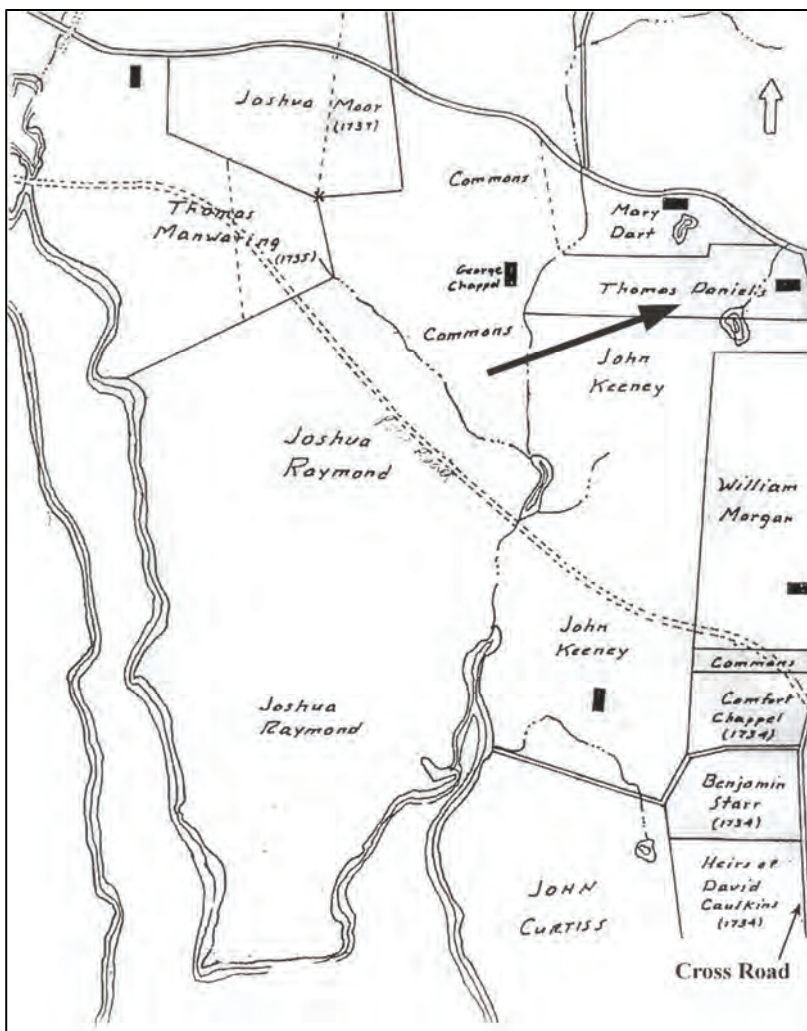 Joshua Moor
(1737)
Commons
Mary
Dart
Thomas
Manwaring
(1735)
George
Chappel
Thomas Daniels
Commons
John
Keeney
Joshua
Raymond
William
Morgan
John
Keeney
Commons
Joshua
Raymond
Comfort
Chappel
(1734)
Benjamin
Starr
(1734)
Heirs of
David
Caulkins
(1734)
JOHN
CURTISS
Cross Road